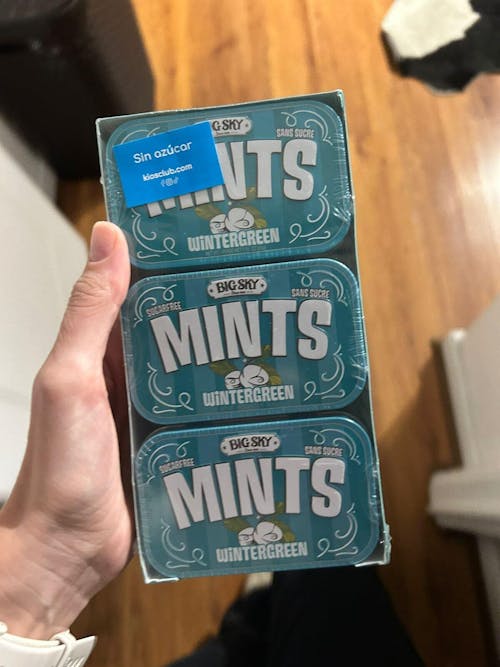 BIG SKY
SANS SUCRE
Sin azúcar
kiosclub.com
MINTS
WINTERGREEN
BIG SKY
SUGARFREE
SANS SUCRE
MINTS
WINTERGREEN
BIG SKY
SUGARFREE
SANS SUCRE
MINTS
WINTERGREEN